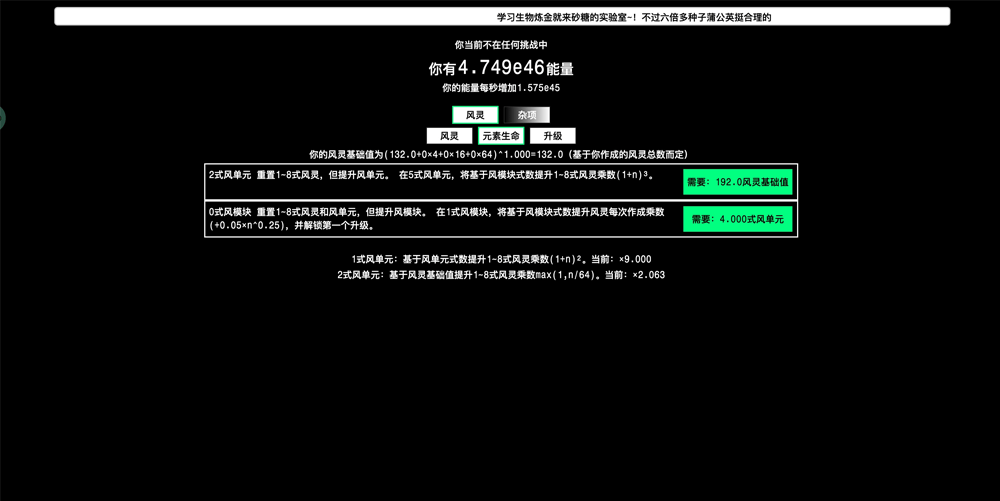 学习生物炼金就来砂糖的实验室~! 不过六倍多种子蒲公英挺合理的
你当前不在任何挑战中
你有4.749e46能量
你的能量每秒增加1.575e45
风灵 杂项
风灵 元素生命 升级
你的风灵基础值为(132.0+0×4+0×16+0×64)^1.000=132.0 (基于你作成的风灵总数而定)
2式风单元 重置1~8式风灵，但提升风单元。 在5式风单元，将基于风模块式数提升1~8式风灵乘数(1+n)³。
需要: 192.0风灵基础值
0式风模块 重置1~8式风灵和风单元，但提升风模块。 在1式风模块，将基于风模块式数提升风灵每次作成乘数
(+0.05×n^0.25)，并解锁第一个升级。
需要: 4.000式风单元
1式风单元: 基于风单元式数提升1~8式风灵乘数(1+n)²。当前: ×9.000
2式风单元: 基于风灵基础值提升1~8式风灵乘数max(1,n/64)。当前: ×2.063